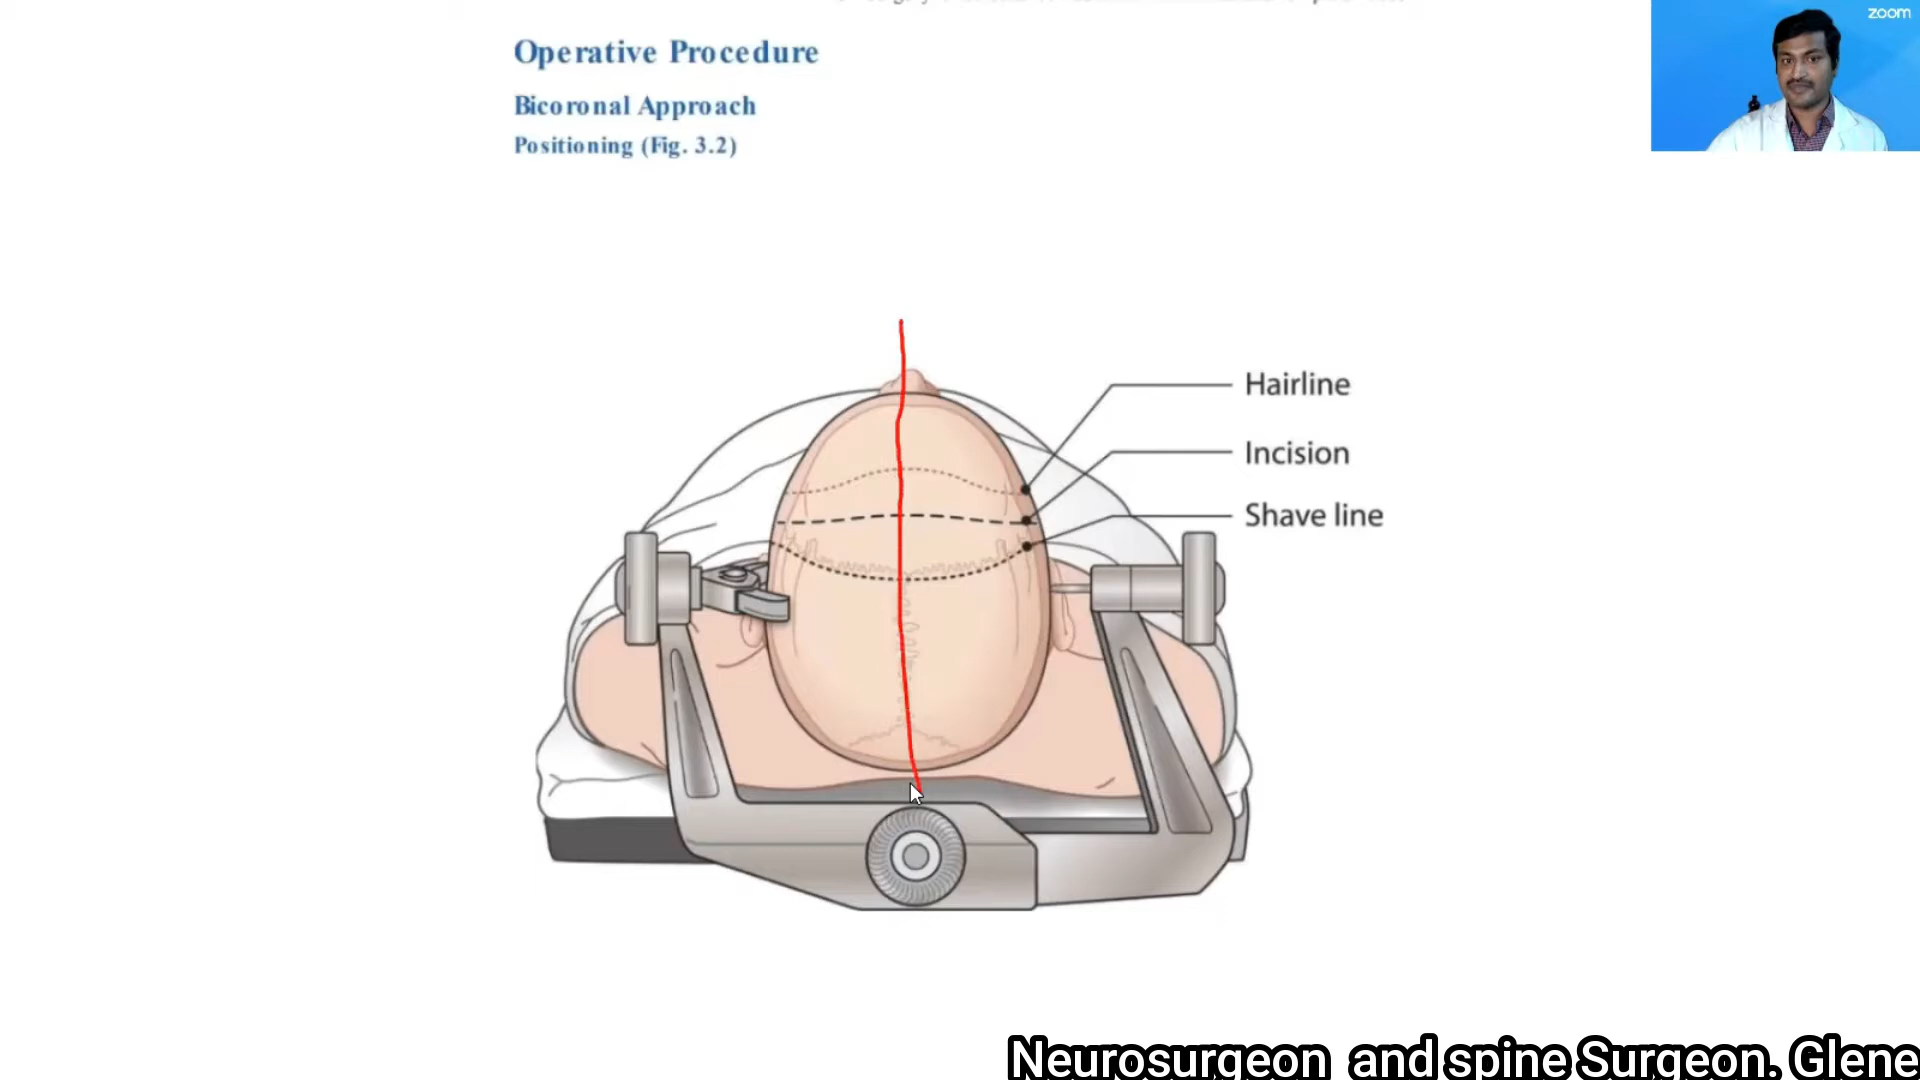 zoom
Operative Procedure
Bicoronal Approach
Positioning (Fig. 3.2)
Hairline
Incision
Shave line
Neurosurgeon and spine Surgeon. Glene